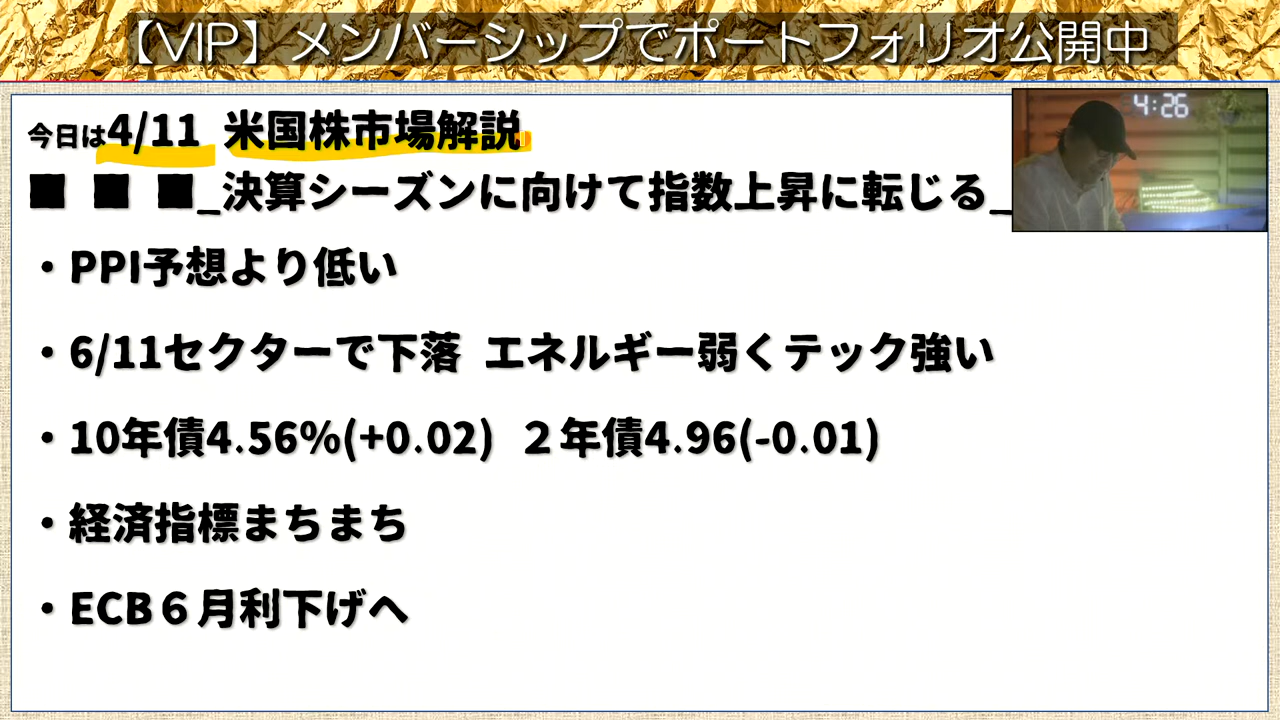 【VIP】メンバーシップでポートフォリオ公開中
今日は4/11 米国株市場解説
4:26
■ ■ ■_決算シーズンに向けて指数上昇に転じる_
・PPI予想より低い
・6/11セクターで下落 エネルギー弱くテック強い
・10年債4.56%(+0.02) ２年債4.96(-0.01)
・経済指標まちまち
・ECB６月利下げへ